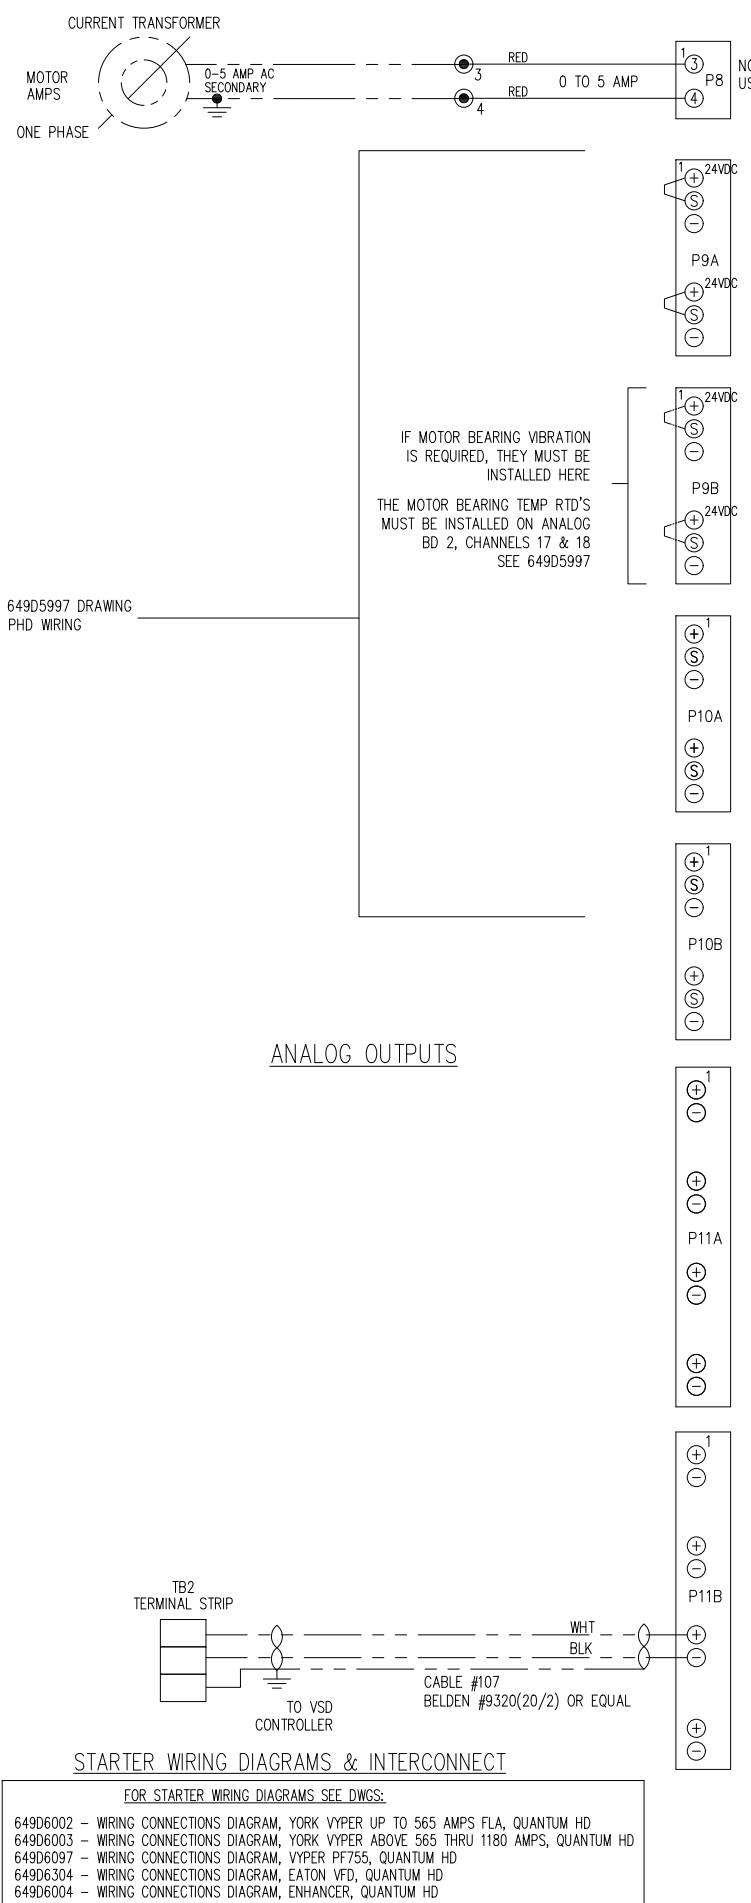 CURRENT TRANSFORMER
MOTOR
AMPS
ONE PHASE
0-5 AMP AC
SECONDARY
3
4
RED
RED
0 TO 5 AMP
1
3
4
P8
1
+
24VDC
S
-
P9A
+
24VDC
S
-
1
+
24VDC
S
-
P9B
+
24VDC
S
-
IF MOTOR BEARING VIBRATION
IS REQUIRED, THEY MUST BE
INSTALLED HERE
THE MOTOR BEARING TEMP RTD'S
MUST BE INSTALLED ON ANALOG
BD 2, CHANNELS 17 & 18
SEE 649D5997
649D5997 DRAWING
PHD WIRING
1
+
S
-
P10A
+
S
-
1
+
S
-
P10B
+
S
-
ANALOG OUTPUTS
1
+
-
+
-
P11A
+
-
+
-
1
+
-
+
-
P11B
+
-
+
-
TB2
TERMINAL STRIP
WHT
BLK
CABLE #107
BELDEN #9320(20/2) OR EQUAL
TO VSD
CONTROLLER
STARTER WIRING DIAGRAMS & INTERCONNECT
FOR STARTER WIRING DIAGRAMS SEE DWGS:
649D6002 - WIRING CONNECTIONS DIAGRAM, YORK VYPER UP TO 565 AMPS FLA, QUANTUM HD
649D6003 - WIRING CONNECTIONS DIAGRAM, YORK VYPER ABOVE 565 THRU 1180 AMPS, QUANTUM HD
649D6097 - WIRING CONNECTIONS DIAGRAM, VYPER PF755, QUANTUM HD
649D6304 - WIRING CONNECTIONS DIAGRAM, EATON VFD, QUANTUM HD
649D6004 - WIRING CONNECTIONS DIAGRAM, ENHANCER, QUANTUM HD